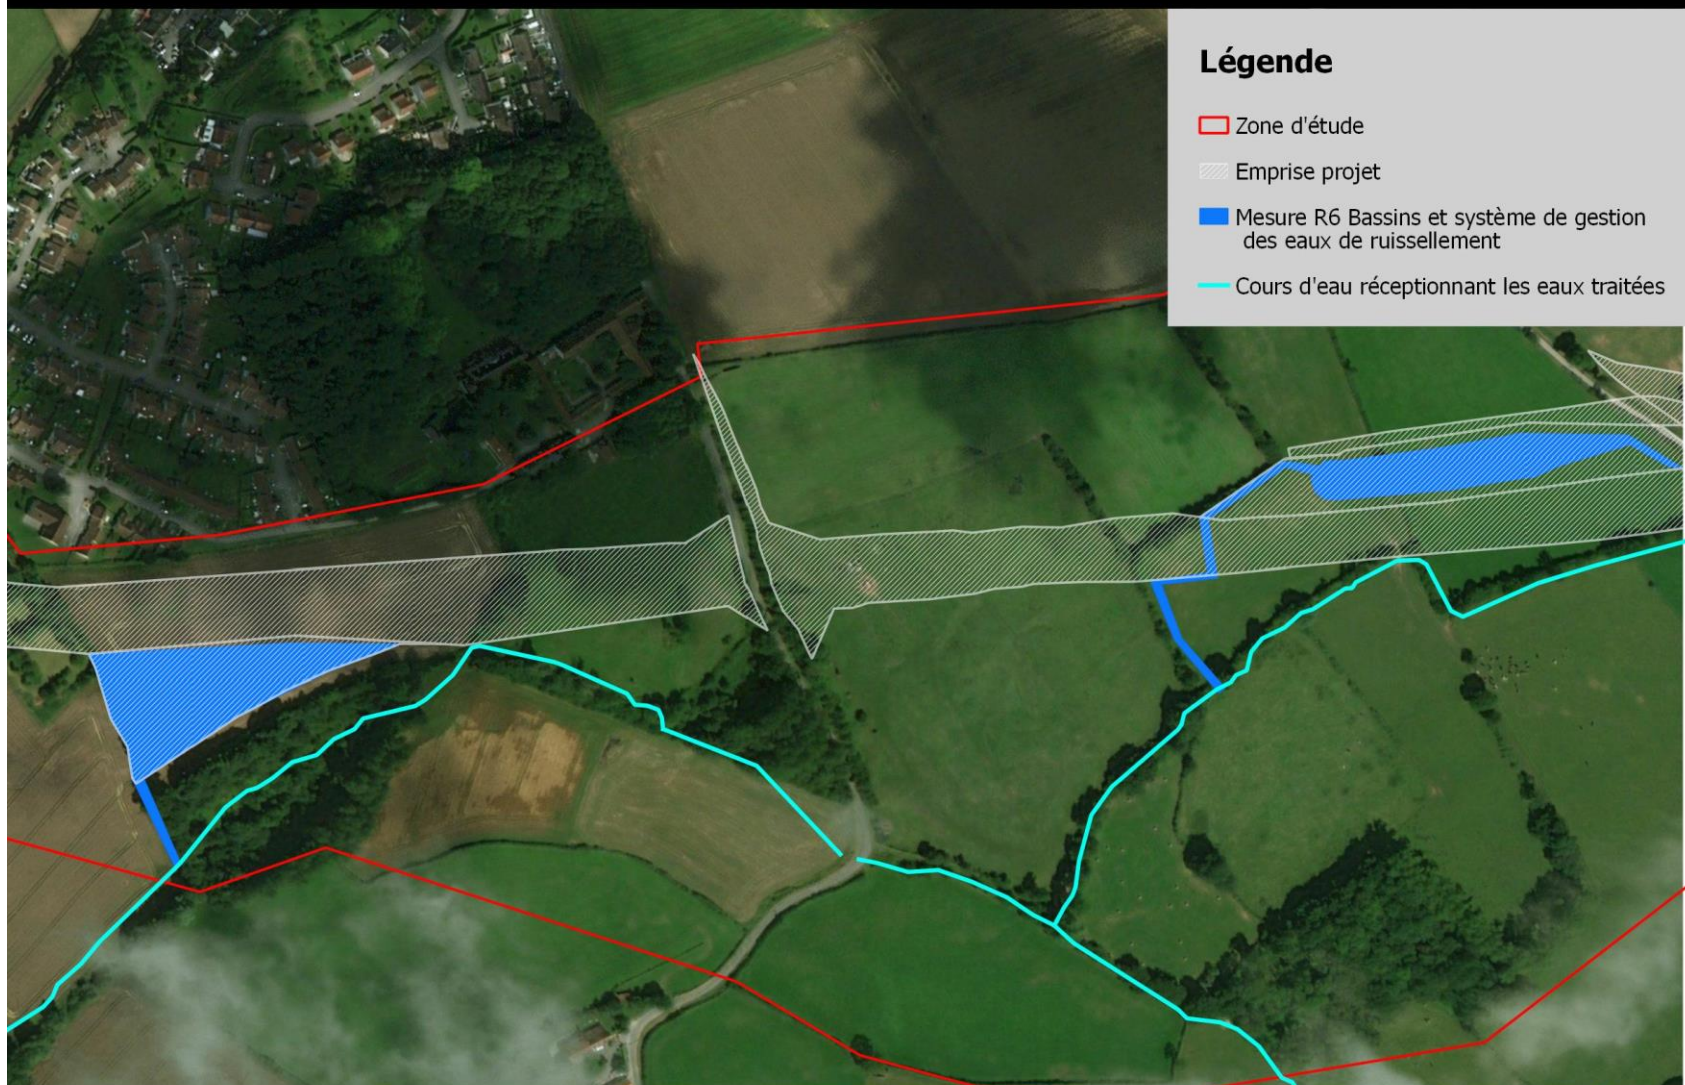 Légende
Zone d'étude
Emprise projet
Mesure R6 Bassins et système de gestion
des eaux de ruissellement
Cours d'eau réceptionnant les eaux traitées